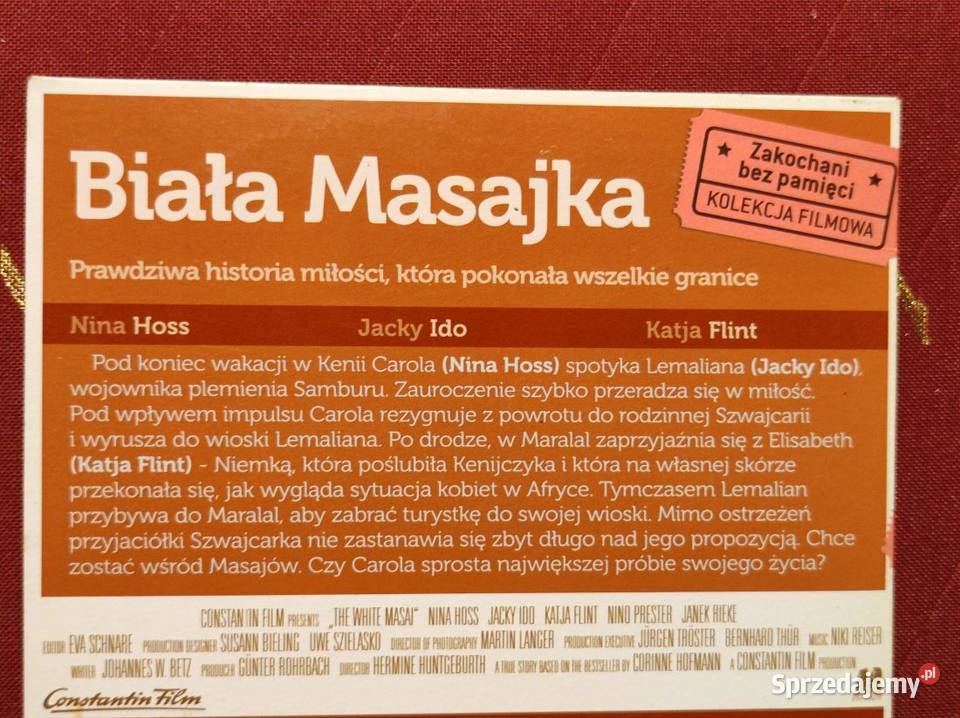 Biała Masajka
Zakochani
bez pamięci
KOLEKCJA FILMOWA
Prawdziwa historia miłości, która pokonała wszelkie granice
Nina Hoss Jacky Ido Katja Flint
Pod koniec wakacji w Kenii Carola (Nina Hoss) spotyka Lemaliana (Jacky Ido),
wojownika plemienia Samburu. Zauroczenie szybko przeradza się w miłość.
Pod wpływem impulsu Carola rezygnuje z powrotu do rodzinnej Szwajcarii
i wyrusza do wioski Lemaliana. Po drodze, w Maralal zaprzyjaźnia się z Elisabeth
(Katja Flint) - Niemką, która poślubiła Kenijczyka i która na własnej skórze
przekonała się, jak wygląda sytuacja kobiet w Afryce. Tymczasem Lemalian
przybywa do Maralal, aby zabrać turystkę do swojej wioski. Mimo ostrzeżeń
przyjaciółki Szwajcarka nie zastanawia się zbyt długo nad jego propozycją. Chce
zostać wśród Masajów. Czy Carola sprosta największej próbie swojego życia?
CONSTANTIN FILM PRESENTS „THE WHITE MASAI" NINA HOSS JACKY IDO KATJA FLINT NINO PRESTER JANEK RIEKE
EDITOR EVA SCHNARE PRODUCTION DESIGNER SUSANN BIELING UWE SZIELASKO DIRECTOR OF PHOTOGRAPHY MARTIN LANGER PRODUCTION EXECUTIVE JÜRGEN TRÖSTER BERNHARD THÜR MUSIC NIKI REISER
WRITER JOHANNES W. BETZ PRODUCER GÜNTER ROHRBACH DIRECTOR HERMINE HUNTGEBURTH A TRUE STORY BASED ON THE BESTSELLER BY CORINNE HOFMANN A CONSTANTIN FILM PRODUCTION
Constantin Film
Sprzedajemy.pl